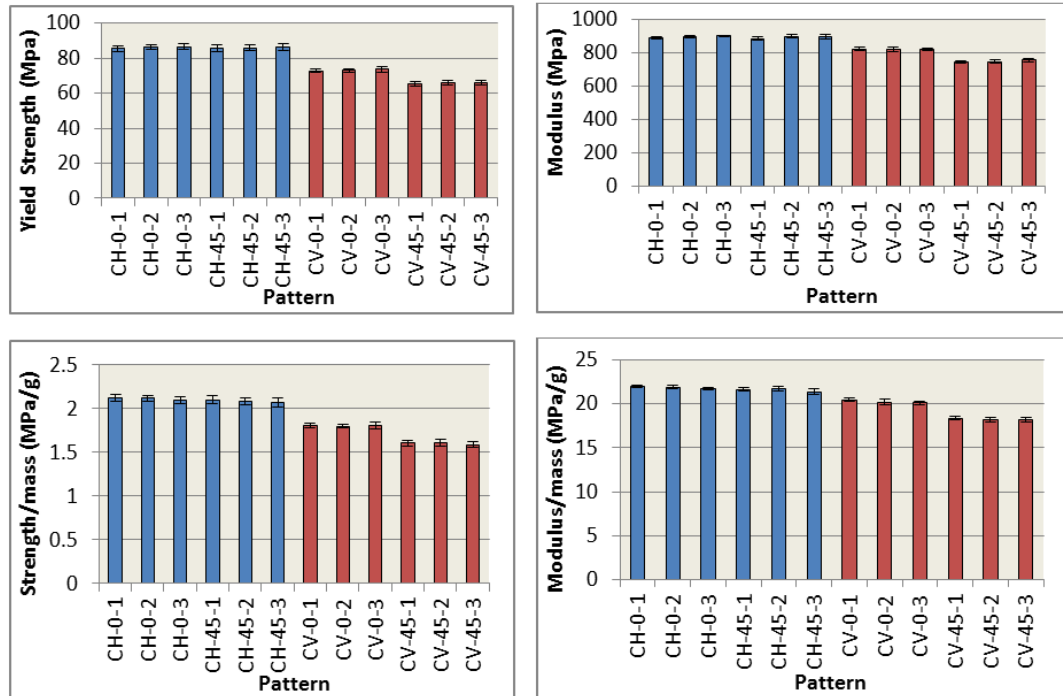 Yield Strength (Mpa)
100
80
60
40
20
0
CH-0-1
CH-0-2
CH-0-3
CH-45-1
CH-45-2
CH-45-3
CV-0-1
CV-0-2
CV-0-3
CV-45-1
CV-45-2
CV-45-3
Pattern
Modulus (Mpa)
1000
800
600
400
200
0
CH-0-1
CH-0-2
CH-0-3
CH-45-1
CH-45-2
CH-45-3
CV-0-1
CV-0-2
CV-0-3
CV-45-1
CV-45-2
CV-45-3
Pattern
Strength/mass (MPa/g)
2.5
2
1.5
1
0.5
0
CH-0-1
CH-0-2
CH-0-3
CH-45-1
CH-45-2
CH-45-3
CV-0-1
CV-0-2
CV-0-3
CV-45-1
CV-45-2
CV-45-3
Pattern
Modulus/mass (MPa/g)
25
20
15
10
5
0
CH-0-1
CH-0-2
CH-0-3
CH-45-1
CH-45-2
CH-45-3
CV-0-1
CV-0-2
CV-0-3
CV-45-1
CV-45-2
CV-45-3
Pattern